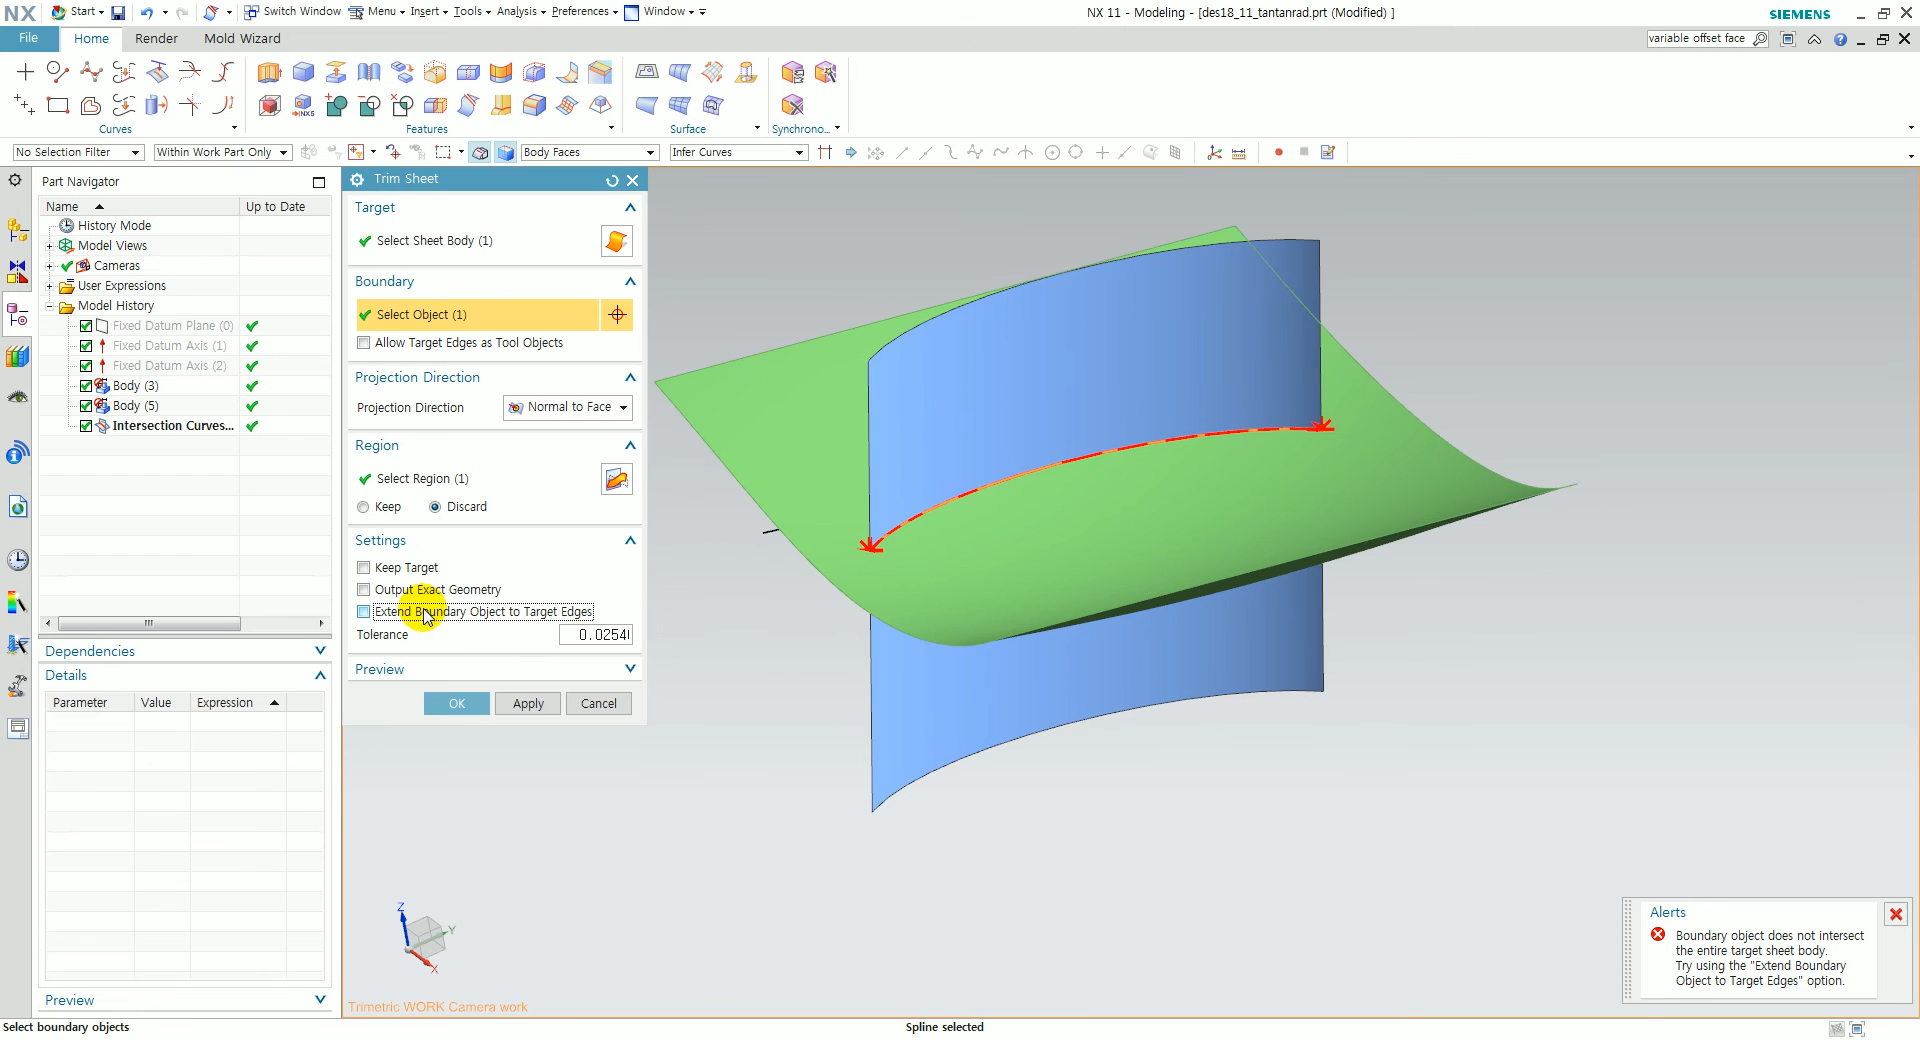 NX Start Switch Window Menu Insert Tools Analysis Preferences Window NX 11 - Modeling - [des18_11_tantanrad.prt (Modified) ] SIEMENS
File Home Render Mold Wizard variable offset face
NX5
Curves Features Surface Synchrono...
No Selection Filter Within Work Part Only Body Faces Infer Curves
Part Navigator
Name Up to Date
History Mode
Model Views
Cameras
User Expressions
Model History
Fixed Datum Plane (0)
Fixed Datum Axis (1)
Fixed Datum Axis (2)
Body (3)
Body (5)
Intersection Curves...
Dependencies
Details
Parameter Value Expression
Preview
Trim Sheet
Target
Select Sheet Body (1)
Boundary
Select Object (1)
Allow Target Edges as Tool Objects
Projection Direction
Projection Direction Normal to Face
Region
Select Region (1)
Keep Discard
Settings
Keep Target
Output Exact Geometry
Extend Boundary Object to Target Edges
Tolerance 0.0254
Preview
OK Apply Cancel
Z
Y
X
Trimetric WORK Camera work
Alerts
Boundary object does not intersect
the entire target sheet body.
Try using the "Extend Boundary
Object to Target Edges" option.
Select boundary objects Spline selected